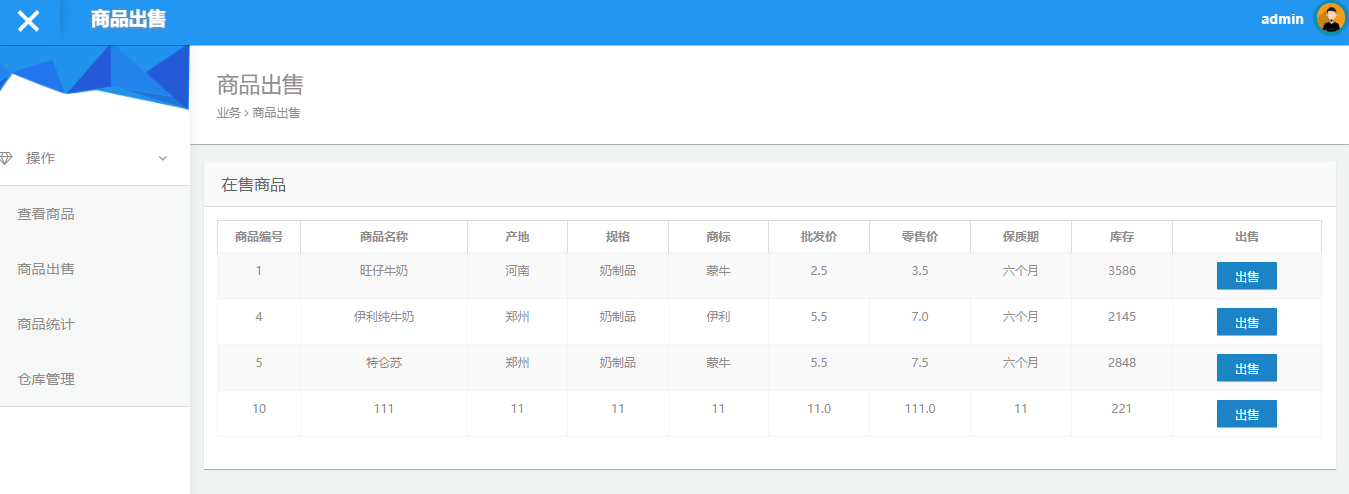 商品出售 admin
商品出售
业务 > 商品出售
操作
查看商品
商品出售
商品统计
仓库管理
在售商品
商品编号 商品名称 产地 规格 商标 批发价 零售价 保质期 库存 出售
1 旺仔牛奶 河南 奶制品 蒙牛 2.5 3.5 六个月 3586 出售
4 伊利纯牛奶 郑州 奶制品 伊利 5.5 7.0 六个月 2145 出售
5 特仑苏 郑州 奶制品 蒙牛 5.5 7.5 六个月 2848 出售
10 111 11 11 11 11.0 111.0 11 221 出售